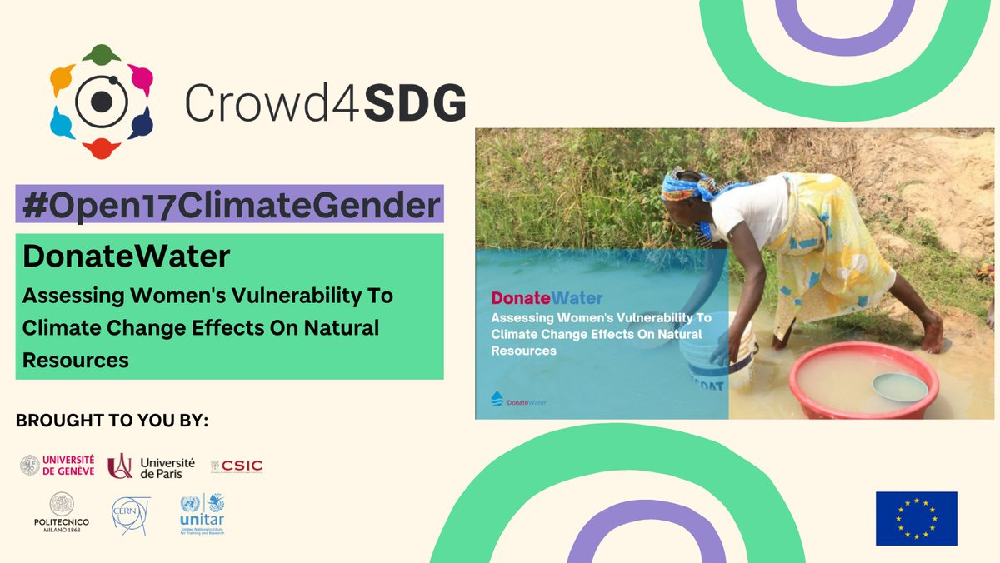 Crowd4SDG
#Open17ClimateGender
DonateWater
Assessing Women's Vulnerability To
Climate Change Effects On Natural
Resources
DonateWater
Assessing Women's Vulnerability To
Climate Change Effects On Natural
Resources
DonateWater
BROUGHT TO YOU BY:
UNIVERSITÉ
DE GENÈVE
Université
de Paris
CSIC
POLITECNICO
MILANO 1863
CERN
unitar
United Nations Institute
for Training and Research